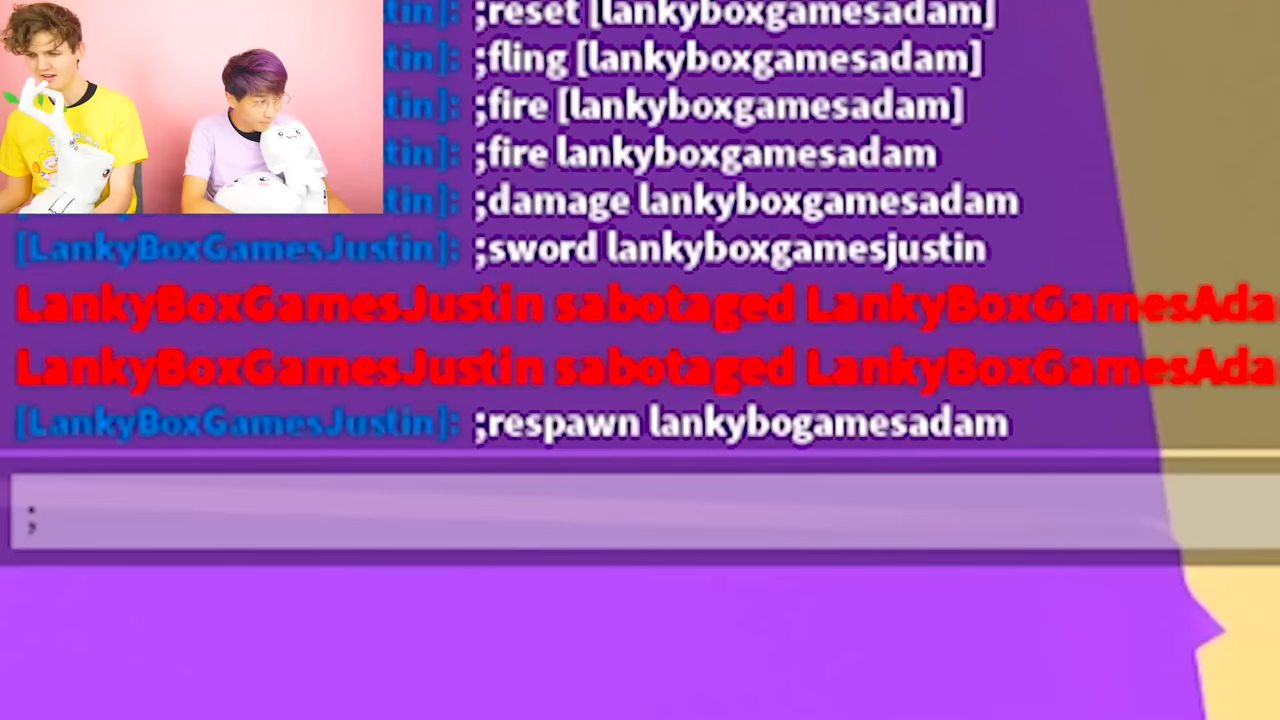 tin]: ;reset [lankyboxgamesadam]
tin]: ;fling [lankyboxgamesadam]
tin]: ;fire [lankyboxgamesadam]
tin]: ;fire lankyboxgamesadam
tin]: ;damage lankyboxgamesadam
[LankyBoxGamesJustin]: ;sword lankyboxgamesjustin
LankyBoxGamesJustin sabotaged LankyBoxGamesAda
LankyBoxGamesJustin sabotaged LankyBoxGamesAda
[LankyBoxGamesJustin]: ;respawn lankybogamesadam
;